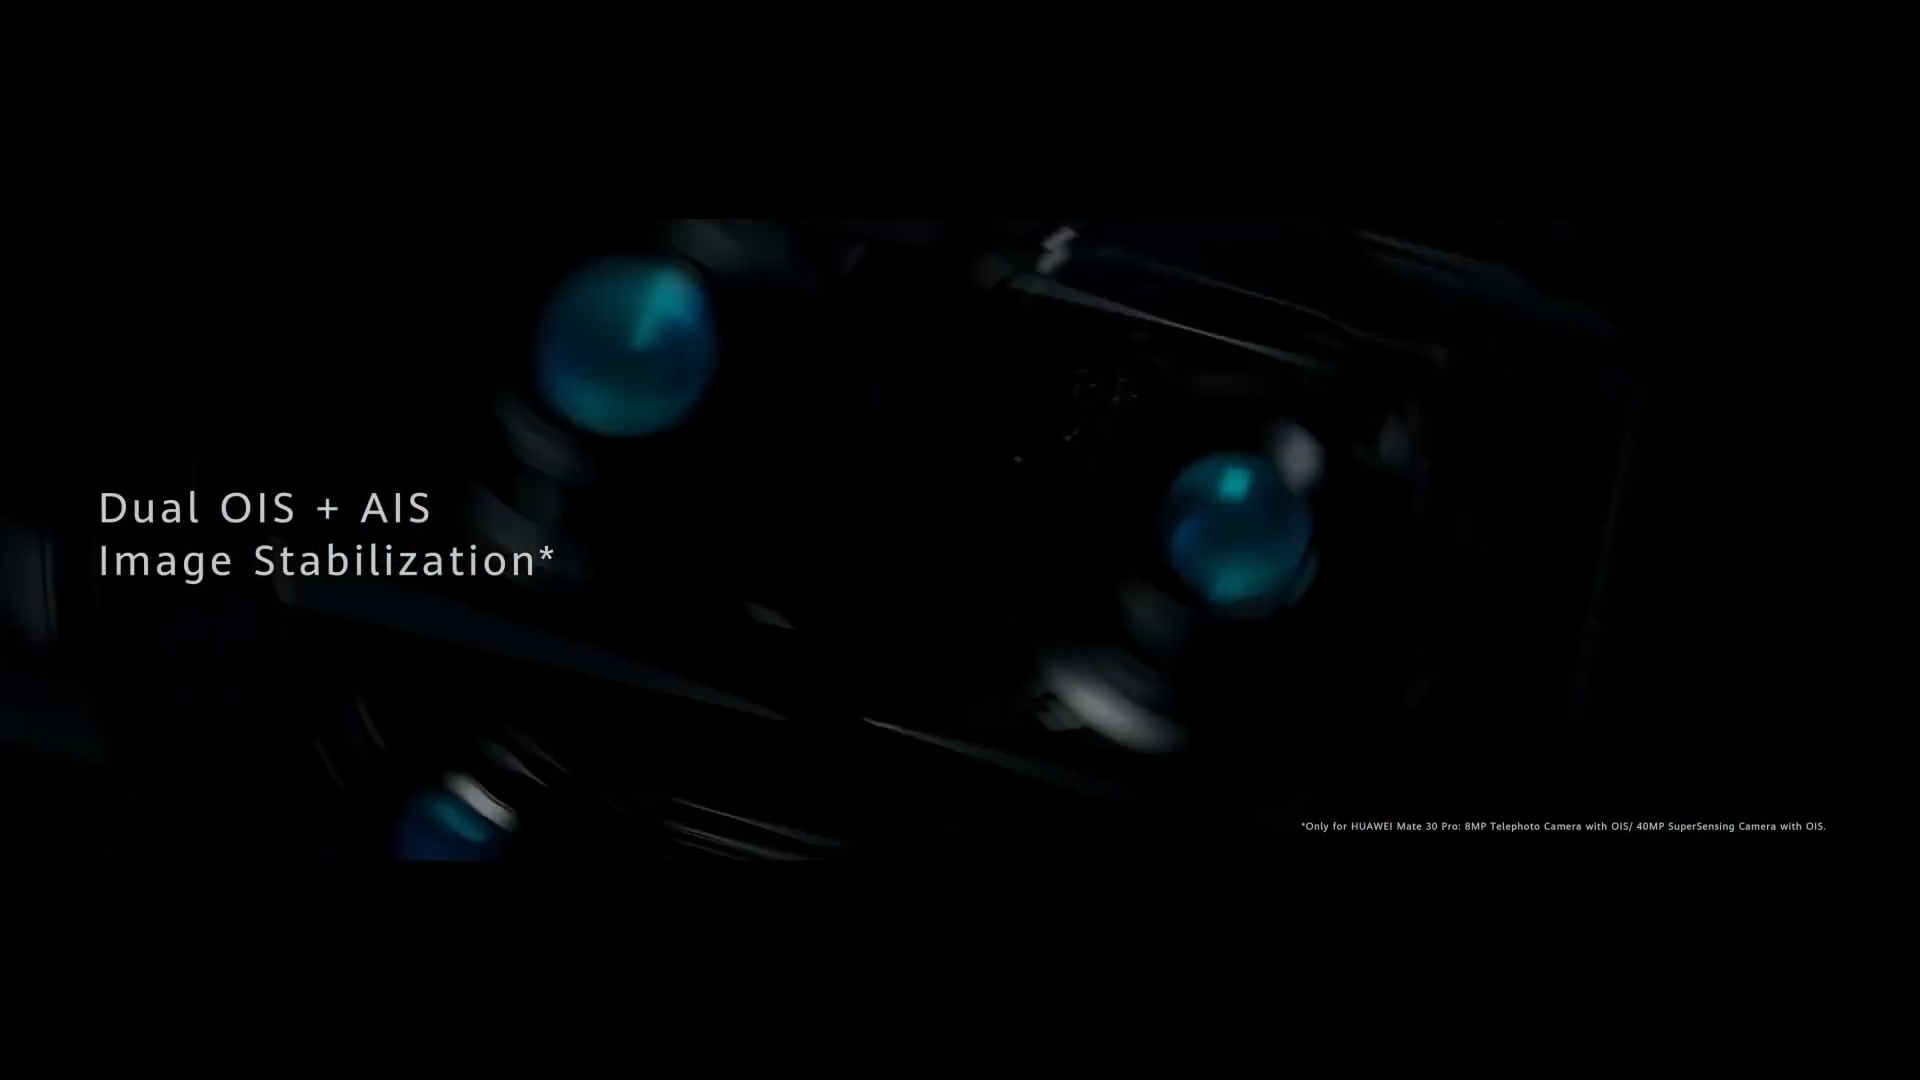 Dual OIS + AIS
Image Stabilization*
*Only for HUAWEI Mate 30 Pro: 8MP Telephoto Camera with OIS/ 40MP SuperSensing Camera with OIS.